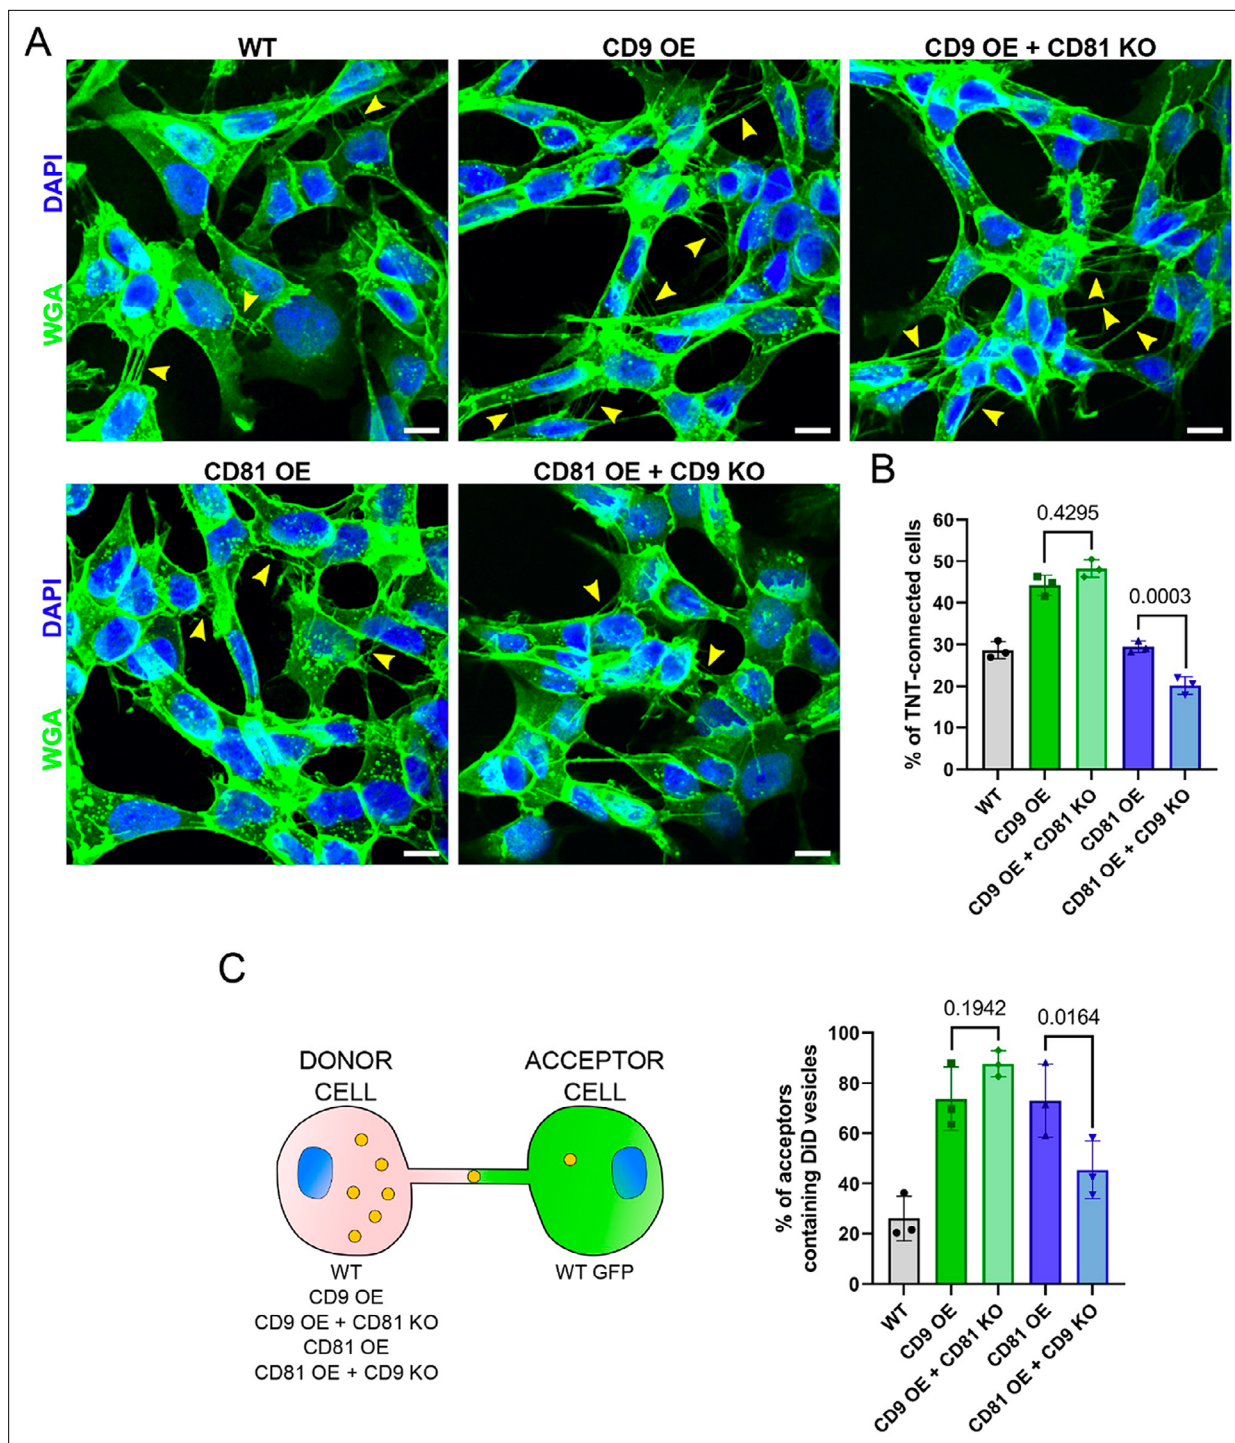 A
WT
CD9 OE
CD9 OE + CD81 KO
WGA DAPI
CD81 OE
CD81 OE + CD9 KO
WGA DAPI
B
% of TNT-connected cells
60
50
40
30
20
10
0
0.4295
0.0003
WT
CD9 OE
CD9 OE + CD81 KO
CD81 OE
CD81 OE + CD9 KO
C
DONOR
CELL
ACCEPTOR
CELL
WT
CD9 OE
CD9 OE + CD81 KO
CD81 OE
CD81 OE + CD9 KO
WT GFP
% of acceptors
containing DiD vesicles
100
80
60
40
20
0
0.1942
0.0164
WT
CD9 OE
CD9 OE + CD81 KO
CD81 OE
CD81 OE + CD9 KO